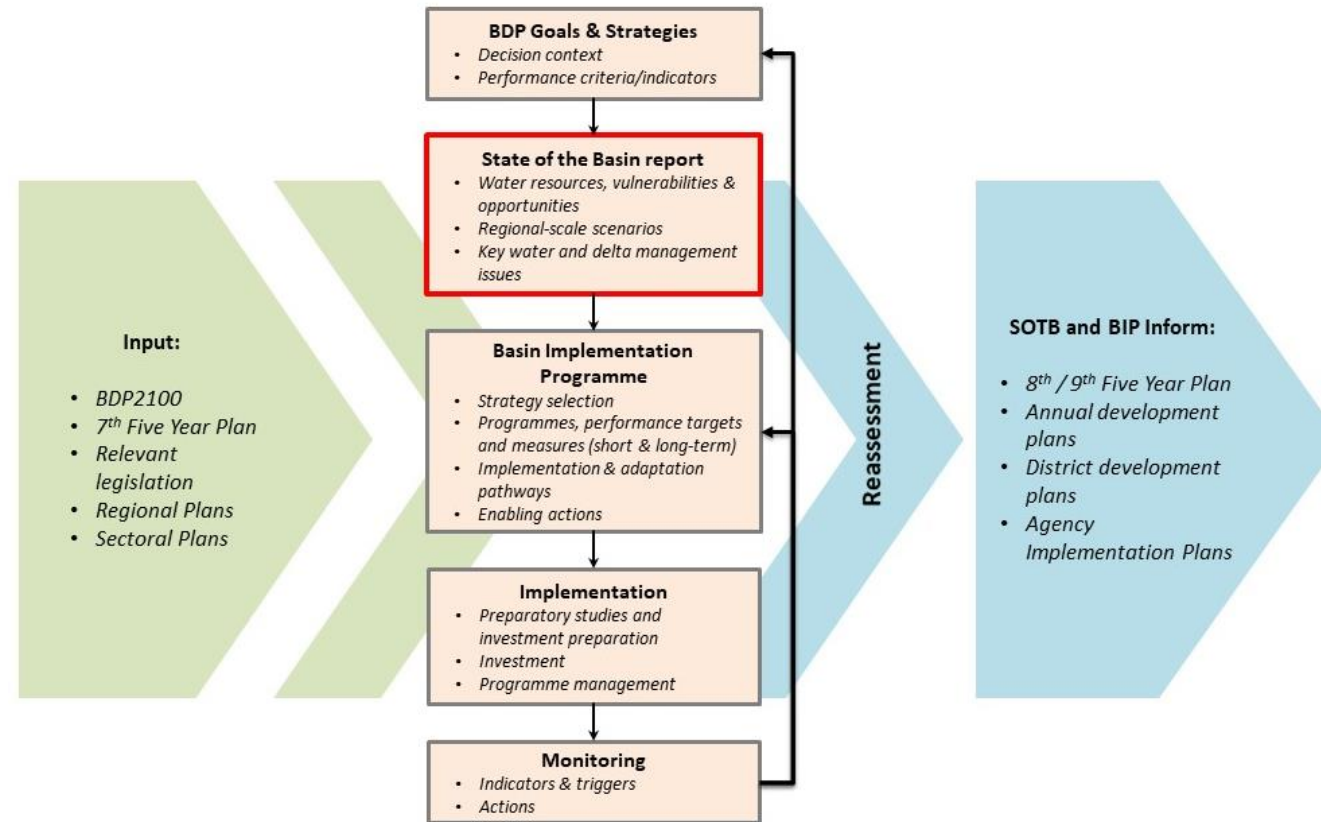 BDP Goals & Strategies
• Decision context
• Performance criteria/indicators
State of the Basin report
• Water resources, vulnerabilities &
opportunities
• Regional-scale scenarios
• Key water and delta management
issues
Basin Implementation
Programme
• Strategy selection
• Programmes, performance targets
and measures (short & long-term)
• Implementation & adaptation
pathways
• Enabling actions
Implementation
• Preparatory studies and
investment preparation
• Investment
• Programme management
Monitoring
• Indicators & triggers
• Actions
Input:
• BDP2100
• 7th Five Year Plan
• Relevant
legislation
• Regional Plans
• Sectoral Plans
Reassessment
SOTB and BIP Inform:
• 8th / 9th Five Year Plan
• Annual development
plans
• District development
plans
• Agency
Implementation Plans